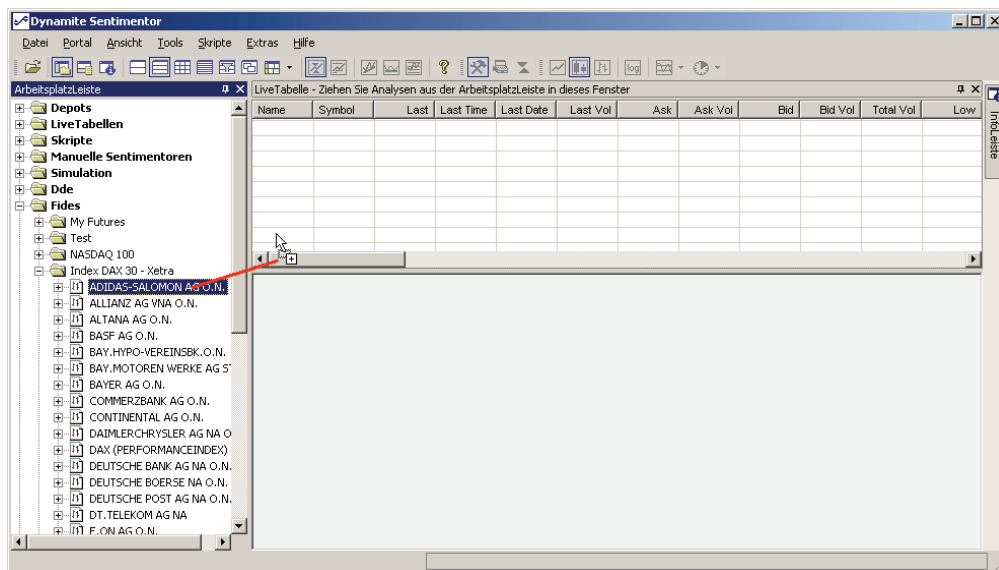 Dynamite Sentimentor
Datei Portal Ansicht Tools Skripte Extras Hilfe
log
ArbeitsplatzLeiste
LiveTabelle - Ziehen Sie Analysen aus der ArbeitsplatzLeiste in dieses Fenster
InfoLeiste
Name Symbol Last Last Time Last Date Last Vol Ask Ask Vol Bid Bid Vol Total Vol Low
Depots
LiveTabellen
Skripte
Manuelle Sentimentoren
Simulation
Dde
Fides
My Futures
Test
NASDAQ 100
Index DAX 30 - Xetra
ADIDAS-SALOMON AG O.N.
ALLIANZ AG VNA O.N.
ALTANA AG O.N.
BASF AG O.N.
BAY.HYPO-VEREINSBK.O.N.
BAY.MOTOREN WERKE AG S
BAYER AG O.N.
COMMERZBANK AG O.N.
CONTINENTAL AG O.N.
DAIMLERCHRYSLER AG NA O
DAX (PERFORMANCEINDEX)
DEUTSCHE BANK AG NA O.N.
DEUTSCHE BOERSE NA O.N.
DEUTSCHE POST AG NA O.N.
DT.TELEKOM AG NA
E.ON AG O.N.